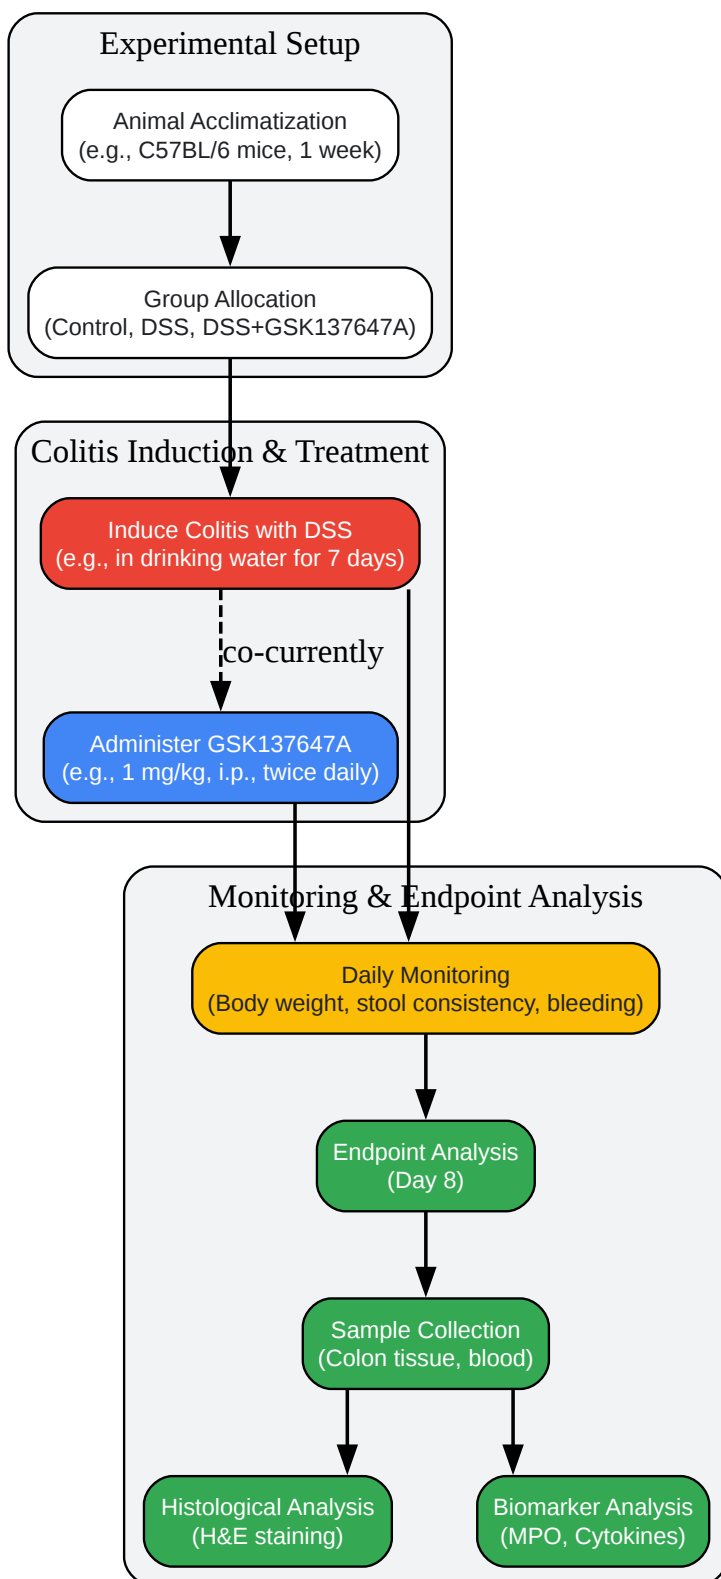 Experimental Setup
Animal Acclimatization
(e.g., C57BL/6 mice, 1 week)
Group Allocation
(Control, DSS, DSS+GSK137647A)
Colitis Induction & Treatment
Induce Colitis with DSS
(e.g., in drinking water for 7 days)
co-currently
Administer GSK137647A
(e.g., 1 mg/kg, i.p., twice daily)
Monitoring & Endpoint Analysis
Daily Monitoring
(Body weight, stool consistency, bleeding)
Endpoint Analysis
(Day 8)
Sample Collection
(Colon tissue, blood)
Histological Analysis
(H&E staining)
Biomarker Analysis
(MPO, Cytokines)